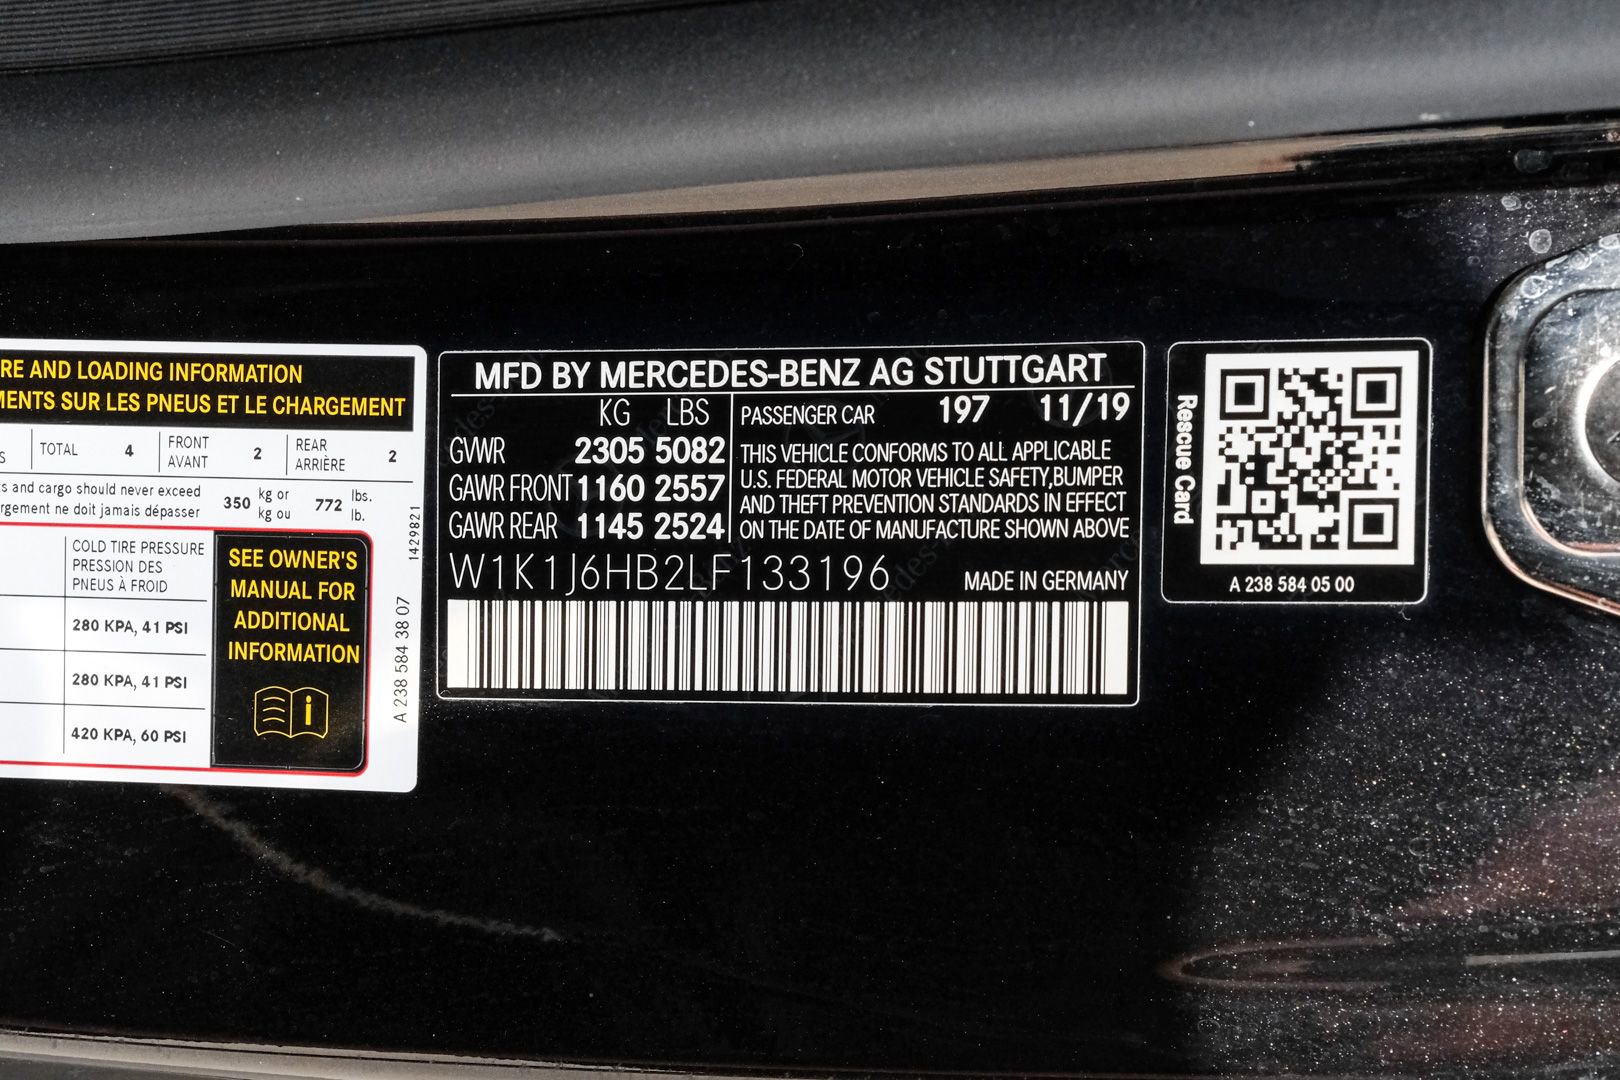 RE AND LOADING INFORMATION
MENTS SUR LES PNEUS ET LE CHARGEMENT
S TOTAL 4 FRONT AVANT 2 REAR ARRIÈRE 2
ts and cargo should never exceed 350 kg or 772 lbs.
rgement ne doit jamais dépasser kg ou lb.
COLD TIRE PRESSURE
PRESSION DES
PNEUS À FROID
280 KPA, 41 PSI
280 KPA, 41 PSI
420 KPA, 60 PSI
SEE OWNER'S
MANUAL FOR
ADDITIONAL
INFORMATION
i
1429821
A 238 584 38 07
MFD BY MERCEDES-BENZ AG STUTTGART
KG LBS
GVWR 2305 5082
GAWR FRONT 1160 2557
GAWR REAR 1145 2524
PASSENGER CAR 197 11/19
THIS VEHICLE CONFORMS TO ALL APPLICABLE
U.S. FEDERAL MOTOR VEHICLE SAFETY,BUMPER
AND THEFT PREVENTION STANDARDS IN EFFECT
ON THE DATE OF MANUFACTURE SHOWN ABOVE
W1K1J6HB2LF133196 MADE IN GERMANY
Rescue Card
A 238 584 05 00